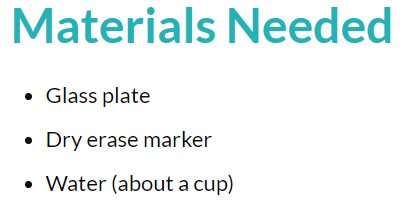 Materials Needed
• Glass plate
• Dry erase marker
• Water (about a cup)